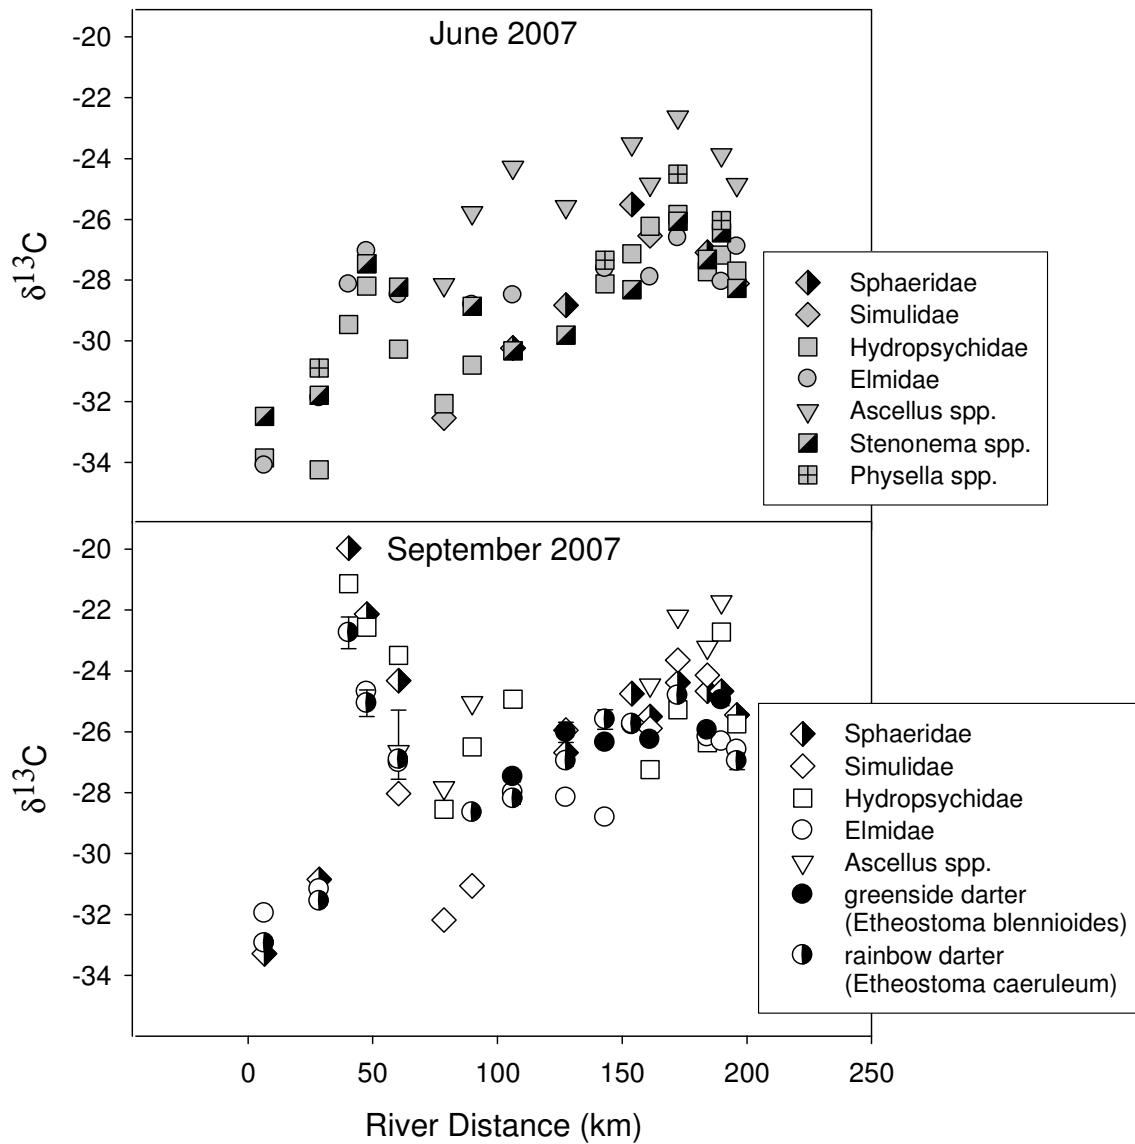 June 2007
-20
-22
-24
-26
-28
-30
-32
-34
δ13C
Sphaeridae
Simulidae
Hydropsychidae
Elmidae
Ascellus spp.
Stenonema spp.
Physella spp.
September 2007
-20
-22
-24
-26
-28
-30
-32
-34
δ13C
Sphaeridae
Simulidae
Hydropsychidae
Elmidae
Ascellus spp.
greenside darter
(Etheostoma blennioides)
rainbow darter
(Etheostoma caeruleum)
0 50 100 150 200 250
River Distance (km)